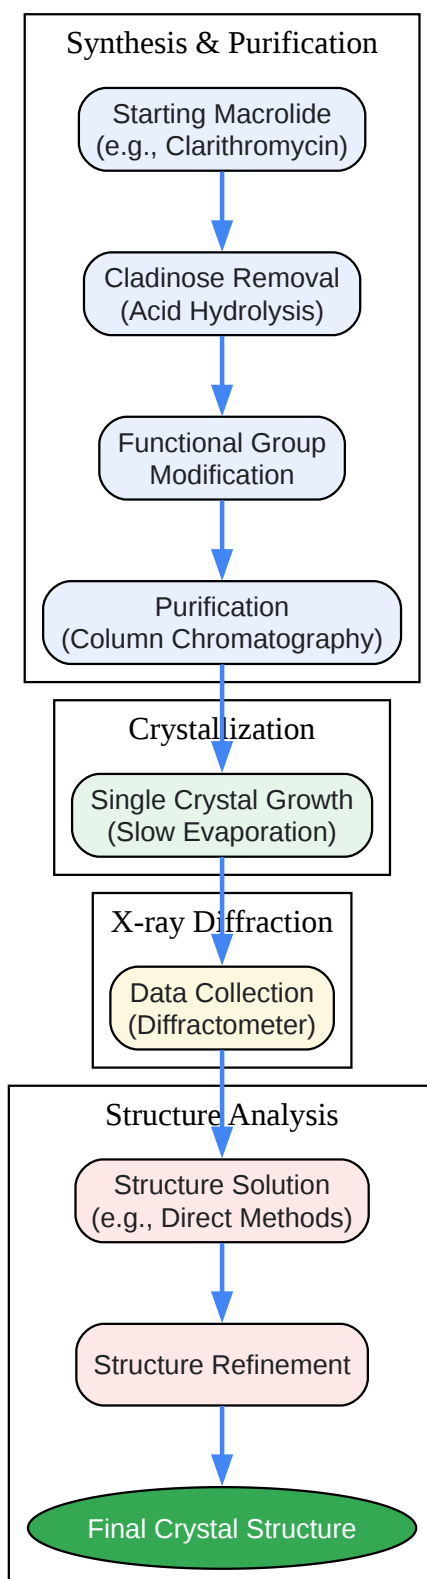 Synthesis & Purification
Starting Macrolide
(e.g., Clarithromycin)
Cladinose Removal
(Acid Hydrolysis)
Functional Group
Modification
Purification
(Column Chromatography)
Crystallization
Single Crystal Growth
(Slow Evaporation)
X-ray Diffraction
Data Collection
(Diffractometer)
Structure Analysis
Structure Solution
(e.g., Direct Methods)
Structure Refinement
Final Crystal Structure